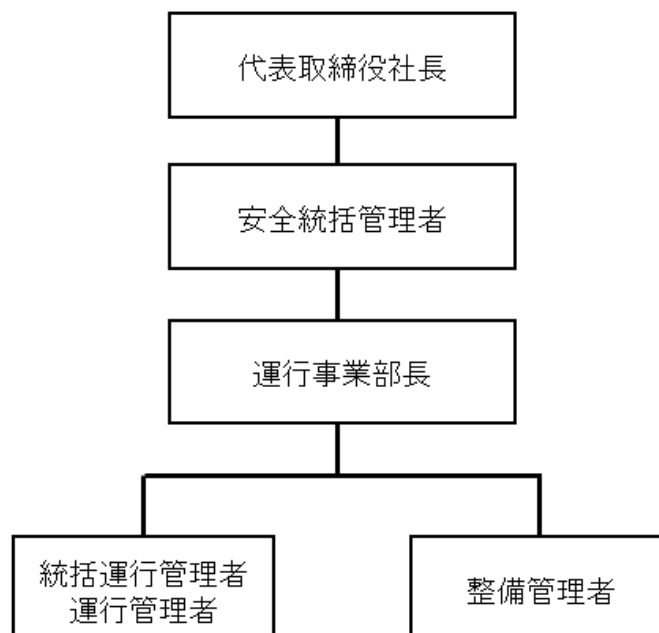 代表取締役社長
安全統括管理者
運行事業部長
統括運行管理者
運行管理者
整備管理者